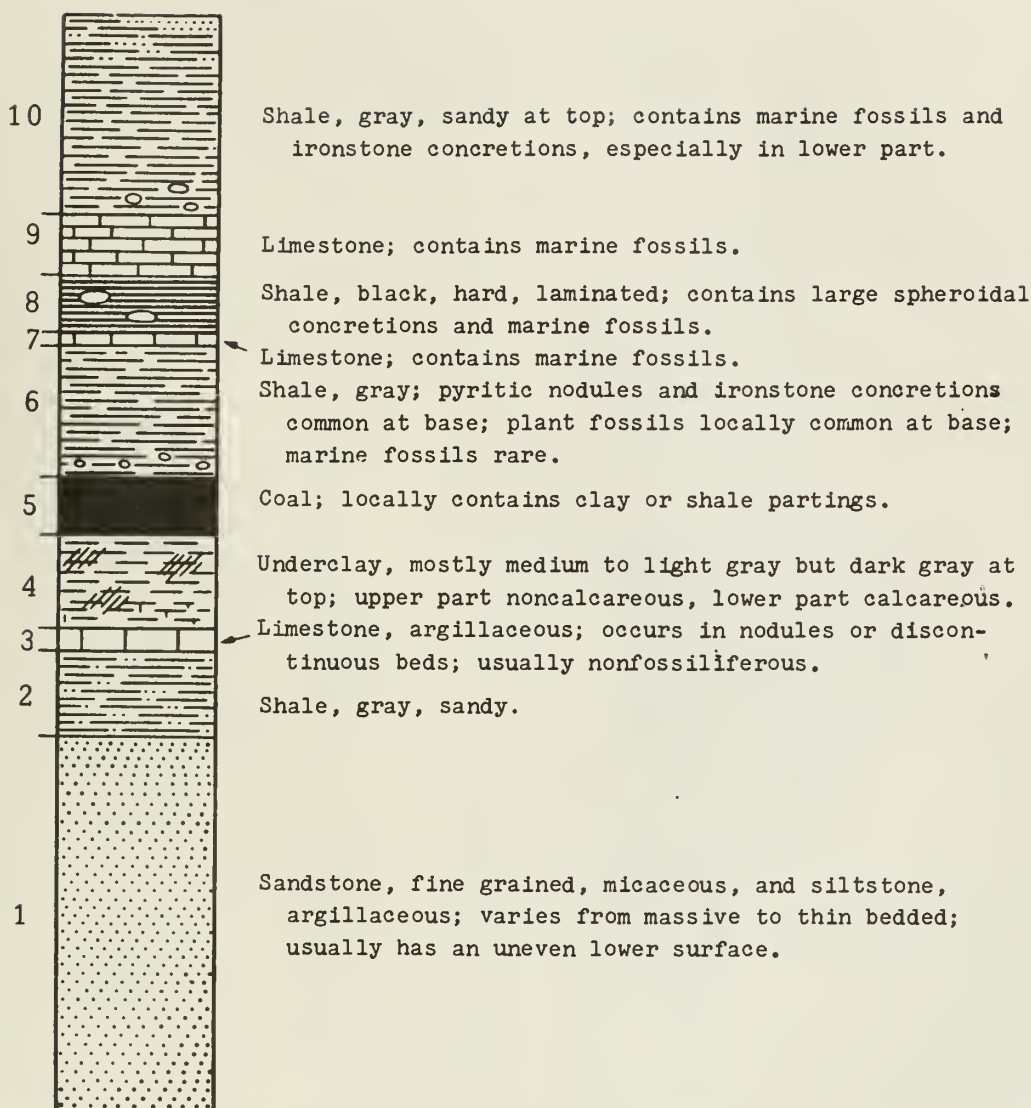 10
Shale, gray, sandy at top; contains marine fossils and
ironstone concretions, especially in lower part.
9
Limestone; contains marine fossils.
8
Shale, black, hard, laminated; contains large spheroidal
concretions and marine fossils.
7
Limestone; contains marine fossils.
6
Shale, gray; pyritic nodules and ironstone concretions
common at base; plant fossils locally common at base;
marine fossils rare.
5
Coal; locally contains clay or shale partings.
4
Underclay, mostly medium to light gray but dark gray at
top; upper part noncalcareous, lower part calcareous.
3
Limestone, argillaceous; occurs in nodules or discon-
tinuous beds; usually nonfossiliferous.
2
Shale, gray, sandy.
1
Sandstone, fine grained, micaceous, and siltstone,
argillaceous; varies from massive to thin bedded;
usually has an uneven lower surface.